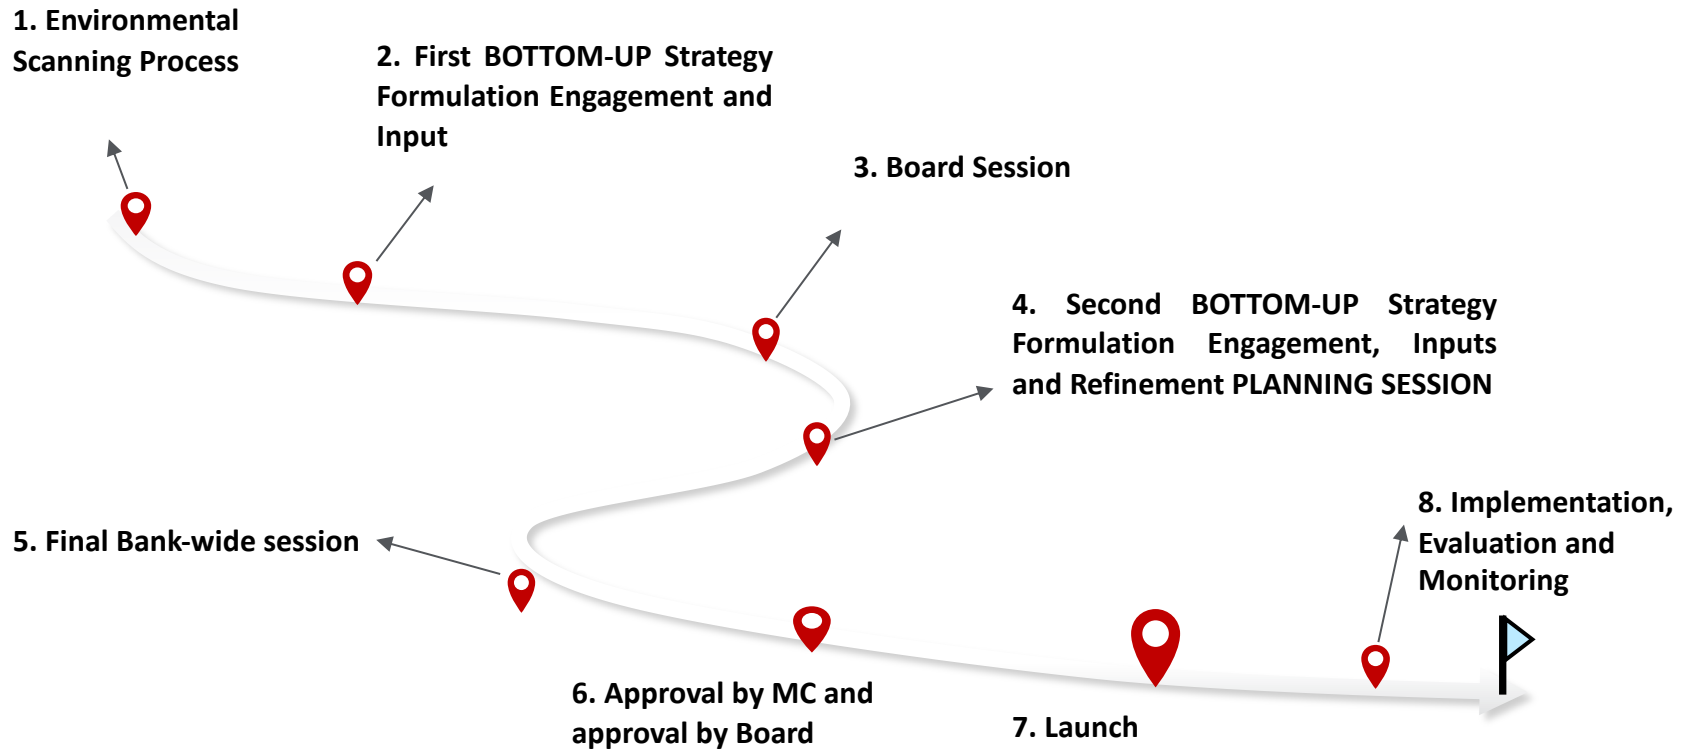 1. Environmental
Scanning Process
2. First BOTTOM-UP Strategy
Formulation Engagement and
Input
3. Board Session
4. Second BOTTOM-UP Strategy
Formulation Engagement, Inputs
and Refinement PLANNING SESSION
5. Final Bank-wide session
6. Approval by MC and
approval by Board
7. Launch
8. Implementation,
Evaluation and
Monitoring